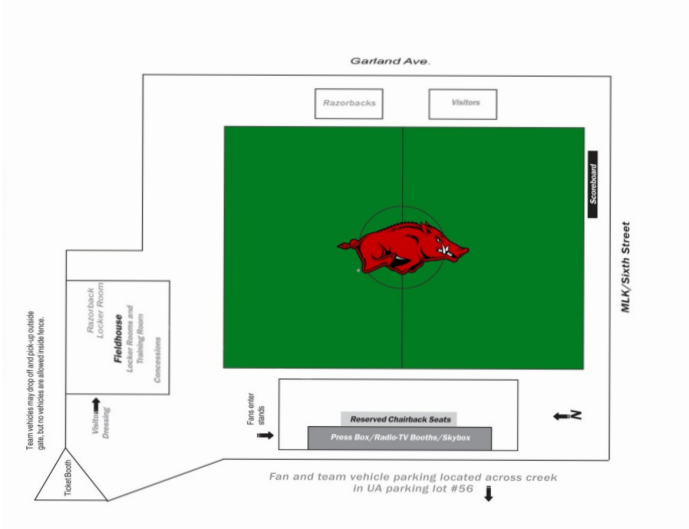 Garland Ave.
Razorbacks
Visitors
Scoreboard
MLK/Sixth Street
Razorback
Locker Room
Fieldhouse
Locker Rooms and
Training Room
Concessions
Team vehicles may drop off and pick-up outside
gate, but no vehicles are allowed inside fence.
Visitor
Dressing
Ticket Booth
Fans enter
stands
Reserved Chairback Seats
Press Box/Radio-TV Booths/Skybox
N
Fan and team vehicle parking located across creek
in UA parking lot #56